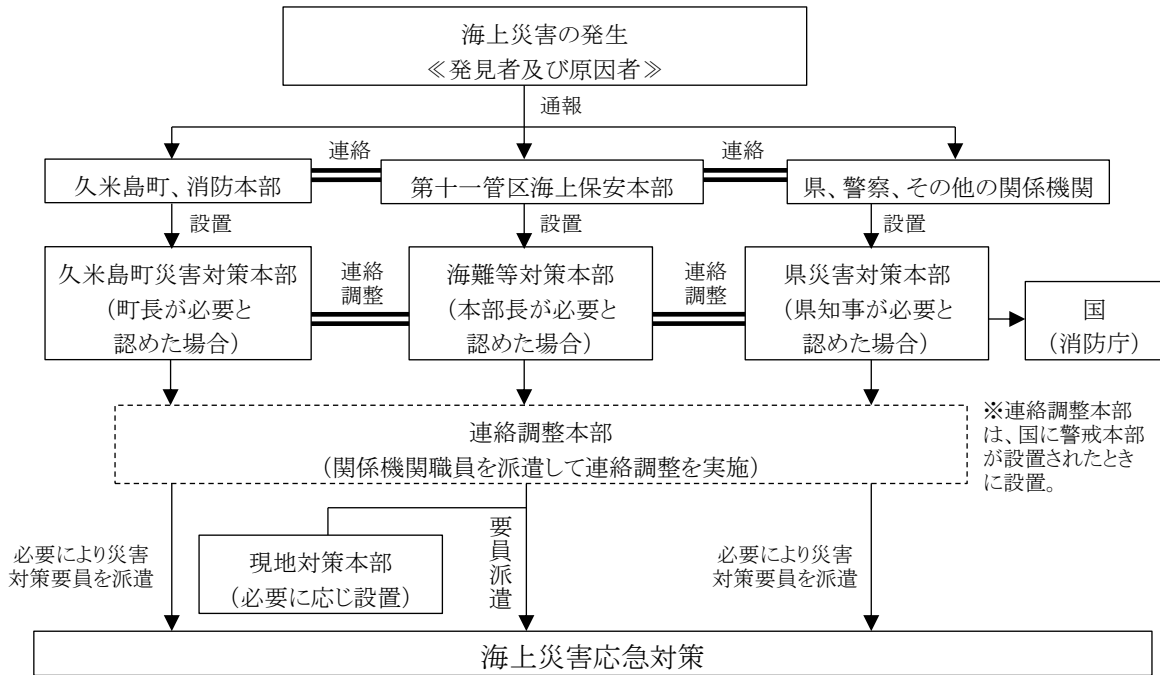 海上災害の発生
≪発見者及び原因者≫
通報
連絡
連絡
久米島町、消防本部
第十一管区海上保安本部
県、警察、その他の関係機関
設置
設置
設置
久米島町災害対策本部
（町長が必要と
認めた場合）
連絡
調整
海難等対策本部
（本部長が必要と
認めた場合）
連絡
調整
県災害対策本部
（県知事が必要と
認めた場合）
国
（消防庁）
連絡調整本部
（関係機関職員を派遣して連絡調整を実施）
※連絡調整本部
は、国に警戒本部
が設置されたとき
に設置。
必要により災害
対策要員を派遣
現地対策本部
（必要に応じ設置）
要員派遣
必要により災害
対策要員を派遣
海上災害応急対策